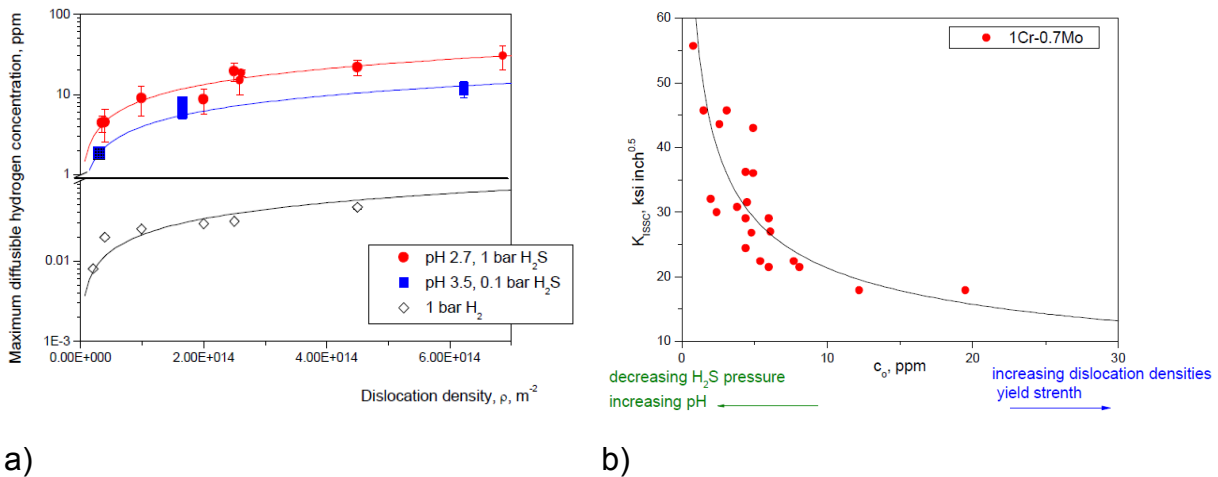 Maximum diffusible hydrogen concentration, ppm
100
10
1
0.01
1E-3
0.00E+000
2.00E+014
4.00E+014
6.00E+014
Dislocation density, ρ, m-2
pH 2.7, 1 bar H2S
pH 3.5, 0.1 bar H2S
1 bar H2
a)
KISSC, ksi inch0.5
60
50
40
30
20
10
0
10
20
30
1Cr-0.7Mo
co, ppm
decreasing H2S pressure
increasing pH
increasing dislocation densities
yield strenth
b)